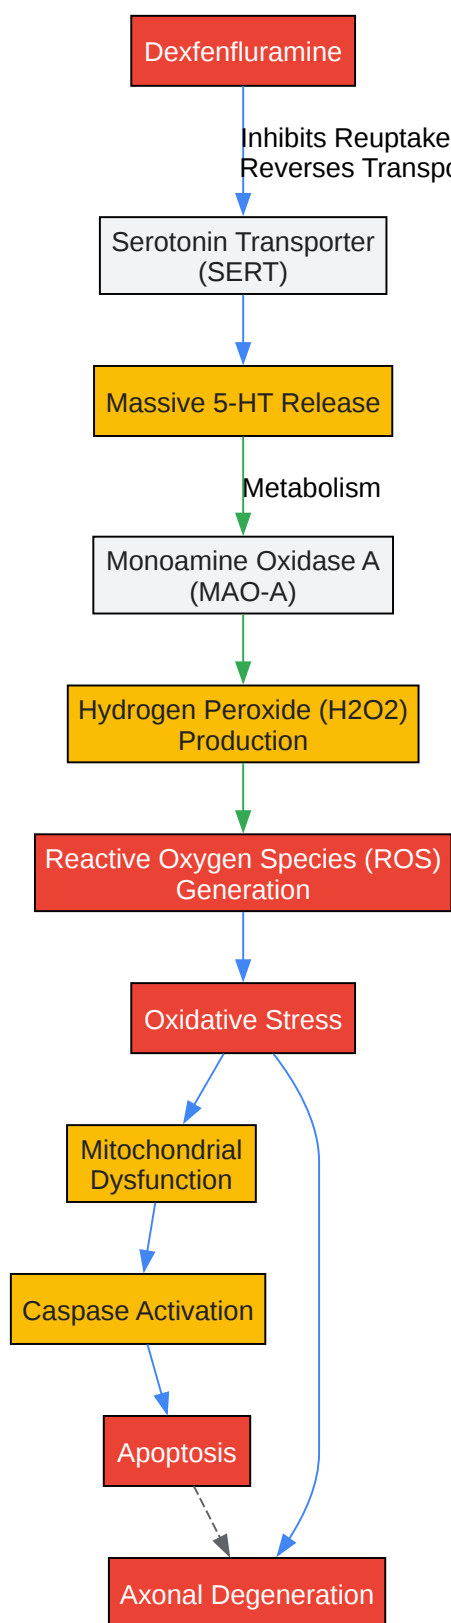 Dexfenfluramine
Inhibits Reuptake
Reverses Transpo
Serotonin Transporter
(SERT)
Massive 5-HT Release
Metabolism
Monoamine Oxidase A
(MAO-A)
Hydrogen Peroxide (H2O2)
Production
Reactive Oxygen Species (ROS)
Generation
Oxidative Stress
Mitochondrial
Dysfunction
Caspase Activation
Apoptosis
Axonal Degeneration